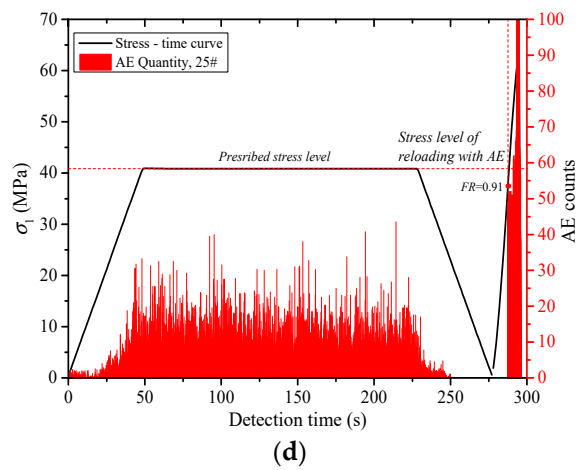 70
60
50
40
30
20
10
0
σ1 (MPa)
Stress - time curve
AE Quantity, 25#
Presribed stress level
Stress level of
reloading with AE
FR=0.91
100
90
80
70
60
50
40
30
20
10
0
AE counts
0 50 100 150 200 250 300
Detection time (s)
(d)